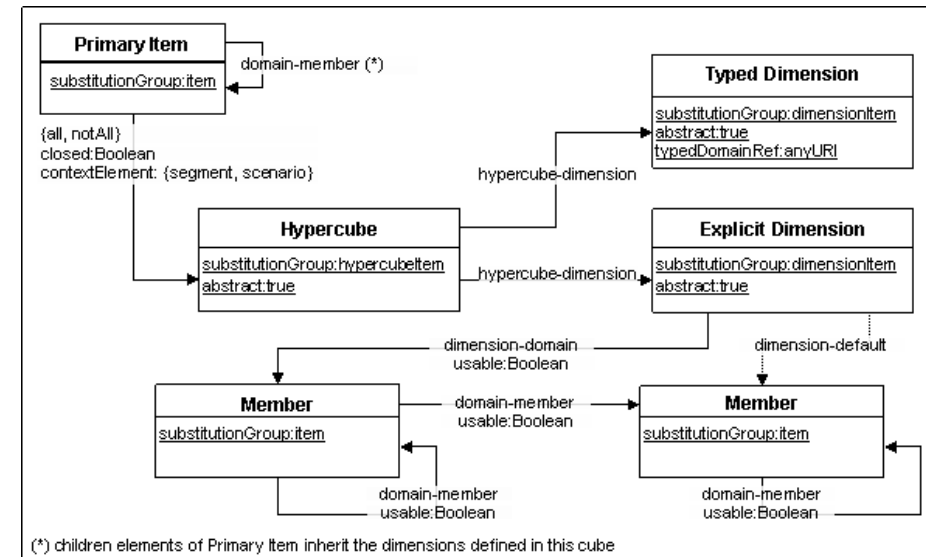 Primary Item
substitutionGroup:item
domain-member (*)
{all, notAll}
closed:Boolean
contextElement: {segment, scenario}
Typed Dimension
substitutionGroup:dimensionItem
abstract:true
typedDomainRef:anyURI
hypercube-dimension
Hypercube
substitutionGroup:hypercubeItem
abstract:true
hypercube-dimension
Explicit Dimension
substitutionGroup:dimensionItem
abstract:true
dimension-domain
usable:Boolean
dimension-default
Member
substitutionGroup:item
domain-member
usable:Boolean
Member
substitutionGroup:item
domain-member
usable:Boolean
domain-member
usable:Boolean
(*) children elements of Primary Item inherit the dimensions defined in this cube